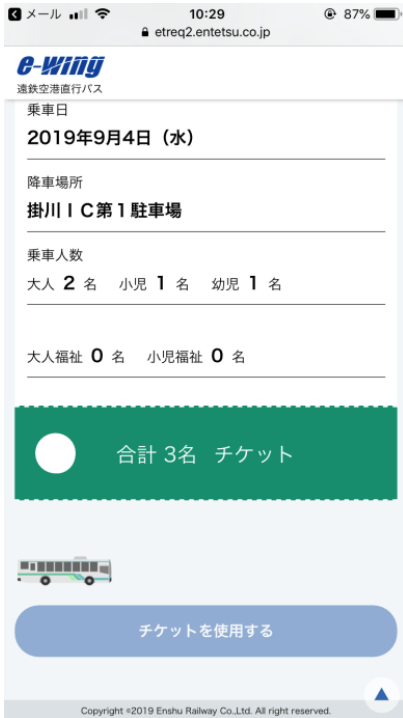 メール 10:29 87%
etreq2.entetsu.co.jp
e-wing
遠鉄空港直行バス
乗車日
2019年9月4日（水）
降車場所
掛川ＩＣ第１駐車場
乗車人数
大人 2 名 小児 1 名 幼児 1 名
大人福祉 0 名 小児福祉 0 名
合計 3名 チケット
チケットを使用する
Copyright ©2019 Enshu Railway Co.,Ltd. All right reserved.